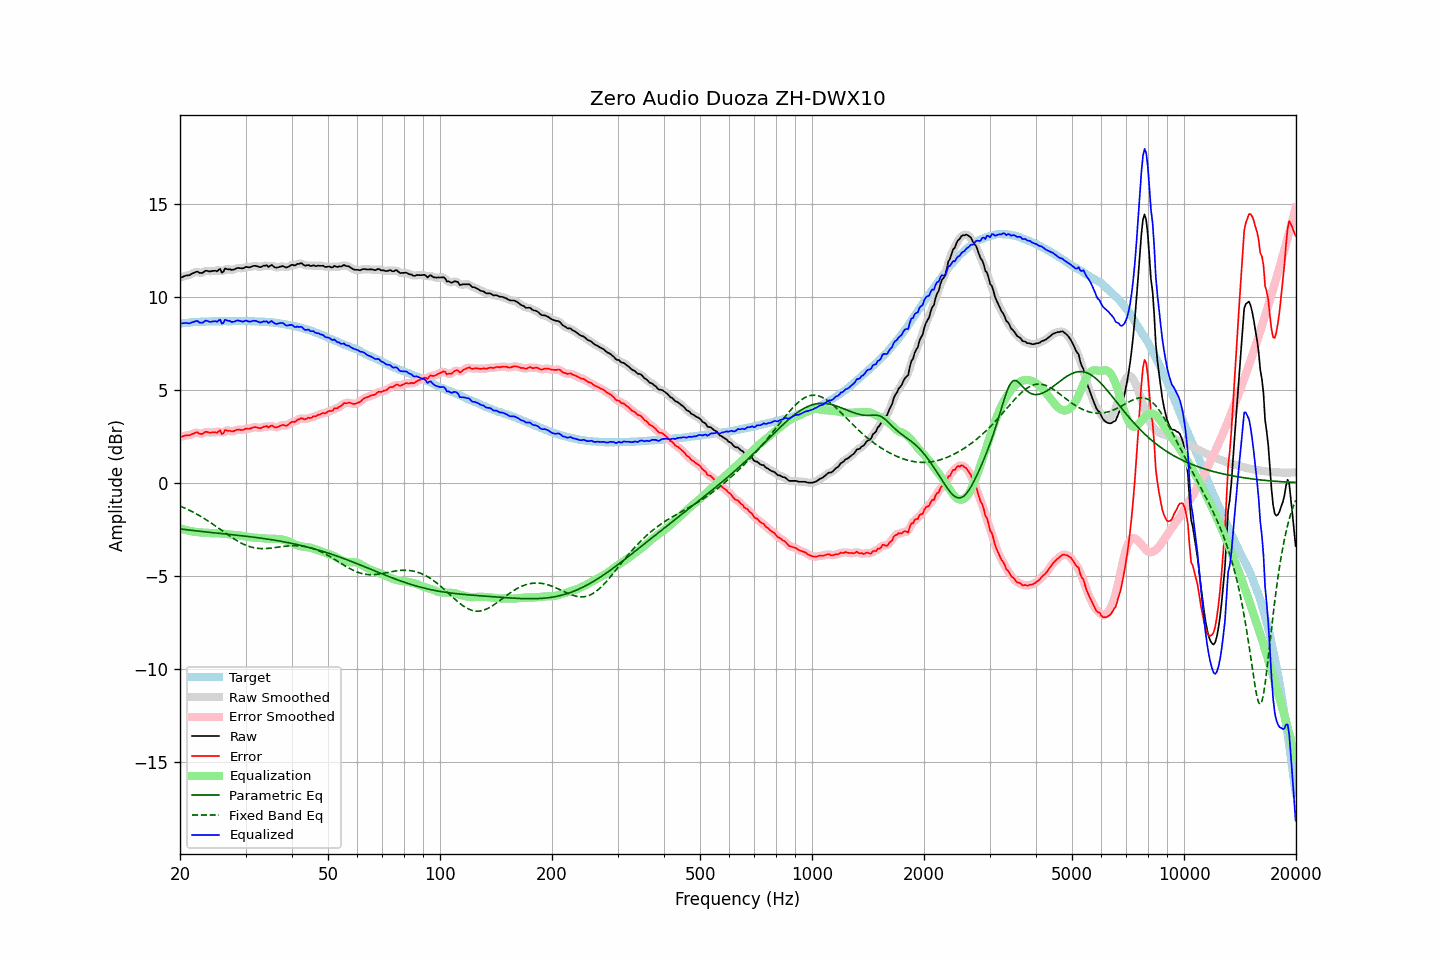 Zero Audio Duoza ZH-DWX10
Amplitude (dBr)
15
10
5
0
−5
−10
−15
Target
Raw Smoothed
Error Smoothed
Raw
Error
Equalization
Parametric Eq
Fixed Band Eq
Equalized
20 50 100 200 500 1000 2000 5000 10000 20000
Frequency (Hz)